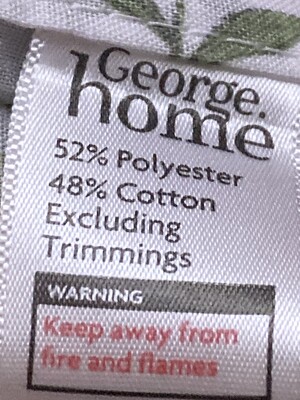 George.
home
52% Polyester
48% Cotton
Excluding
Trimmings
WARNING
Keep away from
fire and flames